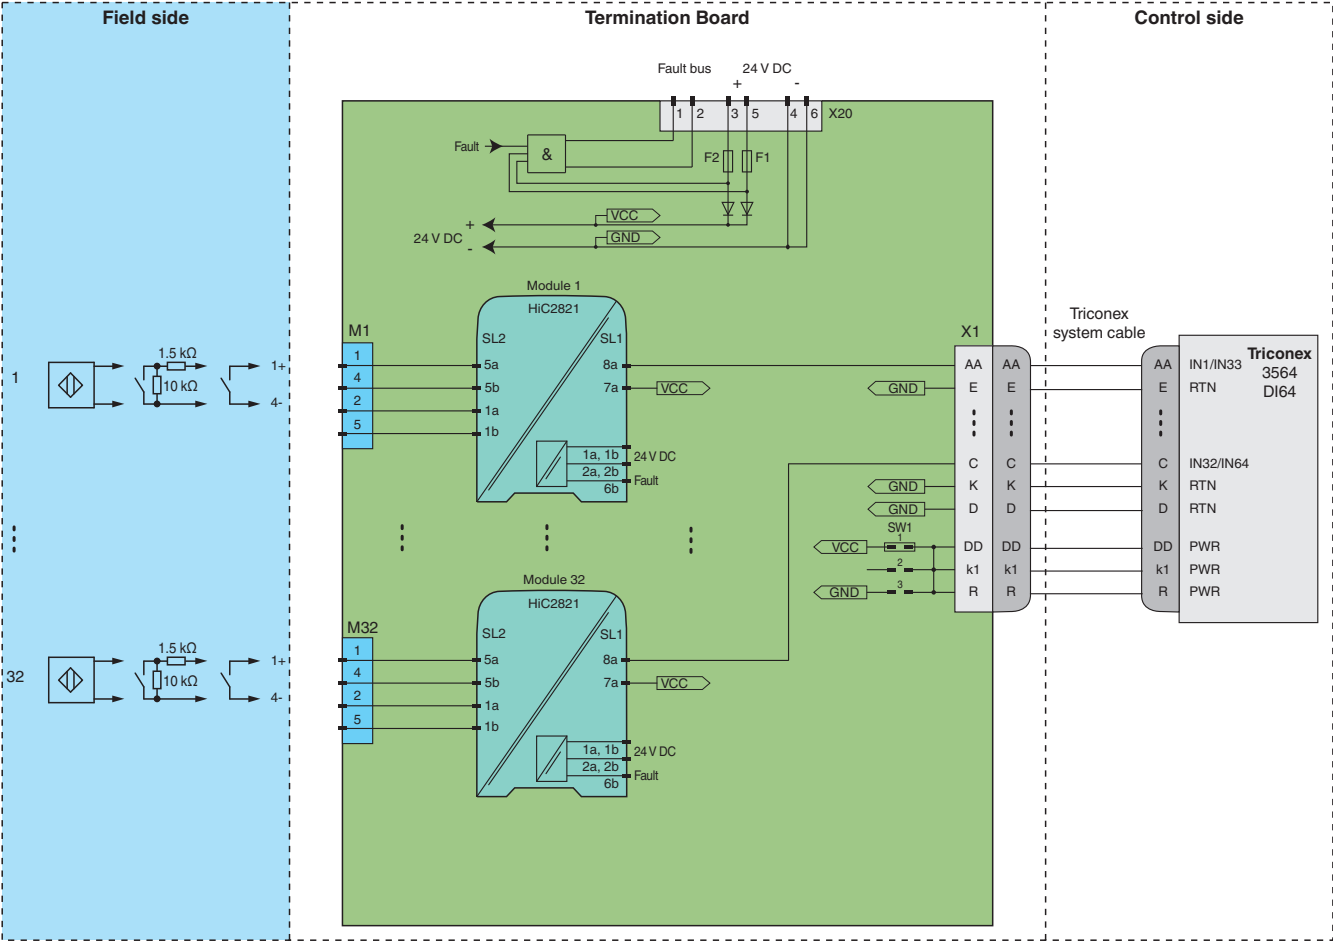 Field side
Termination Board
Control side
Fault bus
24 V DC
+
-
1
2
3
5
4
6
X20
Fault
&
F2
F1
VCC
+
24 V DC
GND
-
Module 1
HiC2821
M1
SL2
SL1
X1
Triconex
system cable
1
1.5 kΩ
10 kΩ
1+
4-
1
4
2
5
5a
5b
1a
1b
8a
7a
VCC
1a, 1b
24 V DC
2a, 2b
Fault
6b
GND
AA
E
AA
E
AA
E
IN1/IN33
RTN
Triconex
3564
DI64
C
C
C
IN32/IN64
GND
K
K
K
RTN
GND
D
D
D
RTN
SW1
1
VCC
DD
DD
DD
PWR
2
k1
k1
k1
PWR
3
GND
R
R
R
PWR
Module 32
HiC2821
M32
SL2
SL1
32
1.5 kΩ
10 kΩ
1+
4-
1
4
2
5
5a
5b
1a
1b
8a
7a
VCC
1a, 1b
24 V DC
2a, 2b
Fault
6b